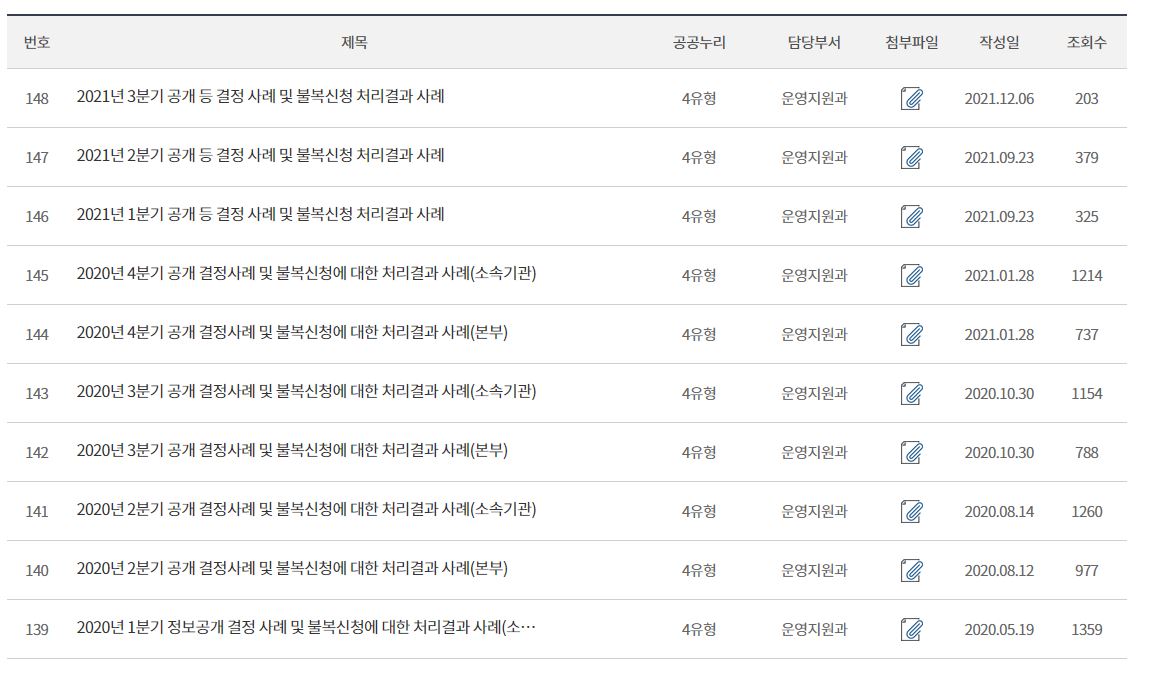 번호 제목 공공누리 담당부서 첨부파일 작성일 조회수
148 2021년 3분기 공개 등 결정 사례 및 불복신청 처리결과 사례 4유형 운영지원과 2021.12.06 203
147 2021년 2분기 공개 등 결정 사례 및 불복신청 처리결과 사례 4유형 운영지원과 2021.09.23 379
146 2021년 1분기 공개 등 결정 사례 및 불복신청 처리결과 사례 4유형 운영지원과 2021.09.23 325
145 2020년 4분기 공개 결정사례 및 불복신청에 대한 처리결과 사례(소속기관) 4유형 운영지원과 2021.01.28 1214
144 2020년 4분기 공개 결정사례 및 불복신청에 대한 처리결과 사례(본부) 4유형 운영지원과 2021.01.28 737
143 2020년 3분기 공개 결정사례 및 불복신청에 대한 처리결과 사례(소속기관) 4유형 운영지원과 2020.10.30 1154
142 2020년 3분기 공개 결정사례 및 불복신청에 대한 처리결과 사례(본부) 4유형 운영지원과 2020.10.30 788
141 2020년 2분기 공개 결정사례 및 불복신청에 대한 처리결과 사례(소속기관) 4유형 운영지원과 2020.08.14 1260
140 2020년 2분기 공개 결정사례 및 불복신청에 대한 처리결과 사례(본부) 4유형 운영지원과 2020.08.12 977
139 2020년 1분기 정보공개 결정 사례 및 불복신청에 대한 처리결과 사례(소… 4유형 운영지원과 2020.05.19 1359